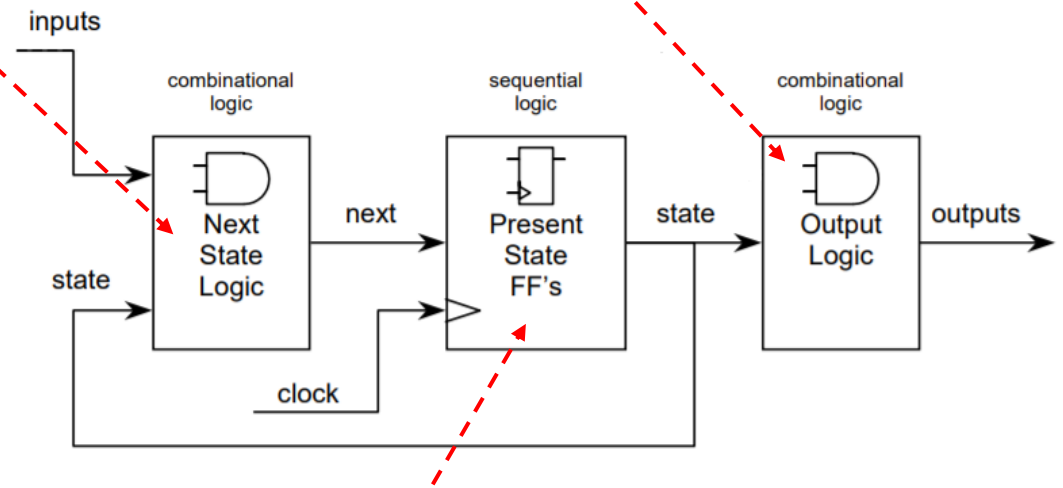 inputs
combinational
logic
sequential
logic
combinational
logic
Next
State
Logic
next
Present
State
FF's
state
Output
Logic
outputs
state
clock